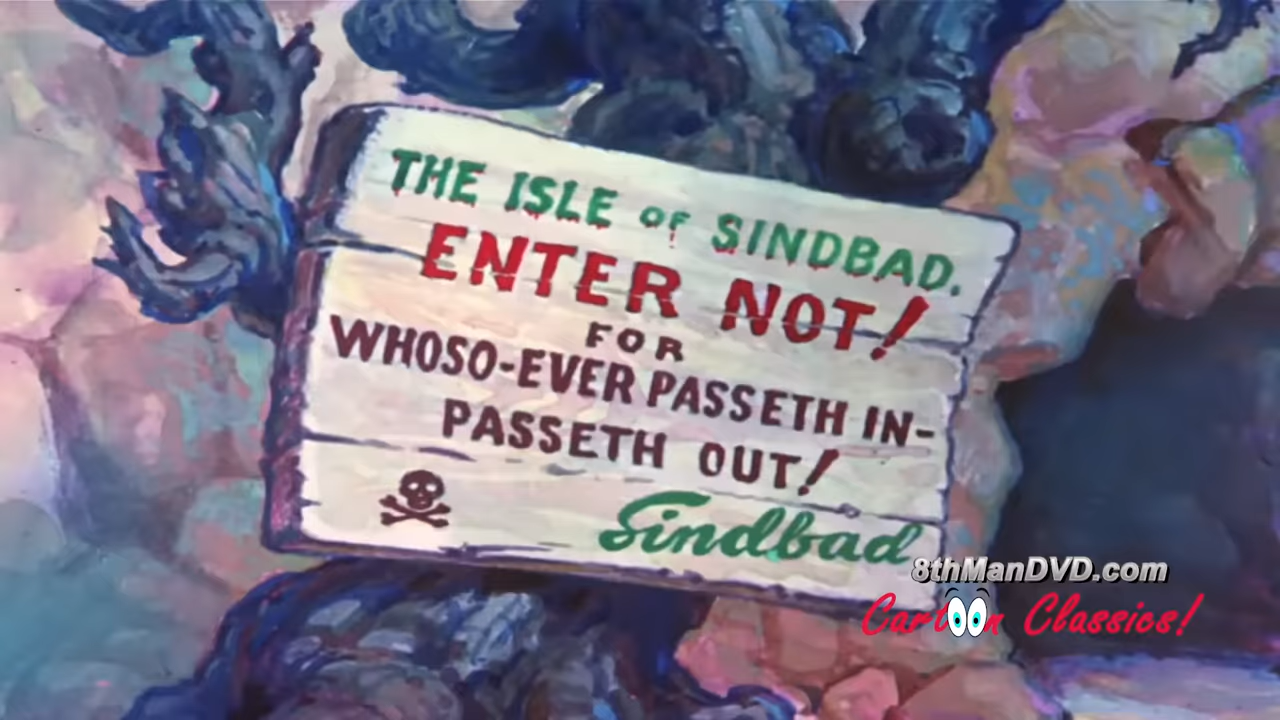 THE ISLE OF SINDBAD.
ENTER NOT!
FOR
WHOSO-EVER PASSETH IN-
PASSETH OUT!
Sindbad
8thManDVD.com
Cartoon Classics!